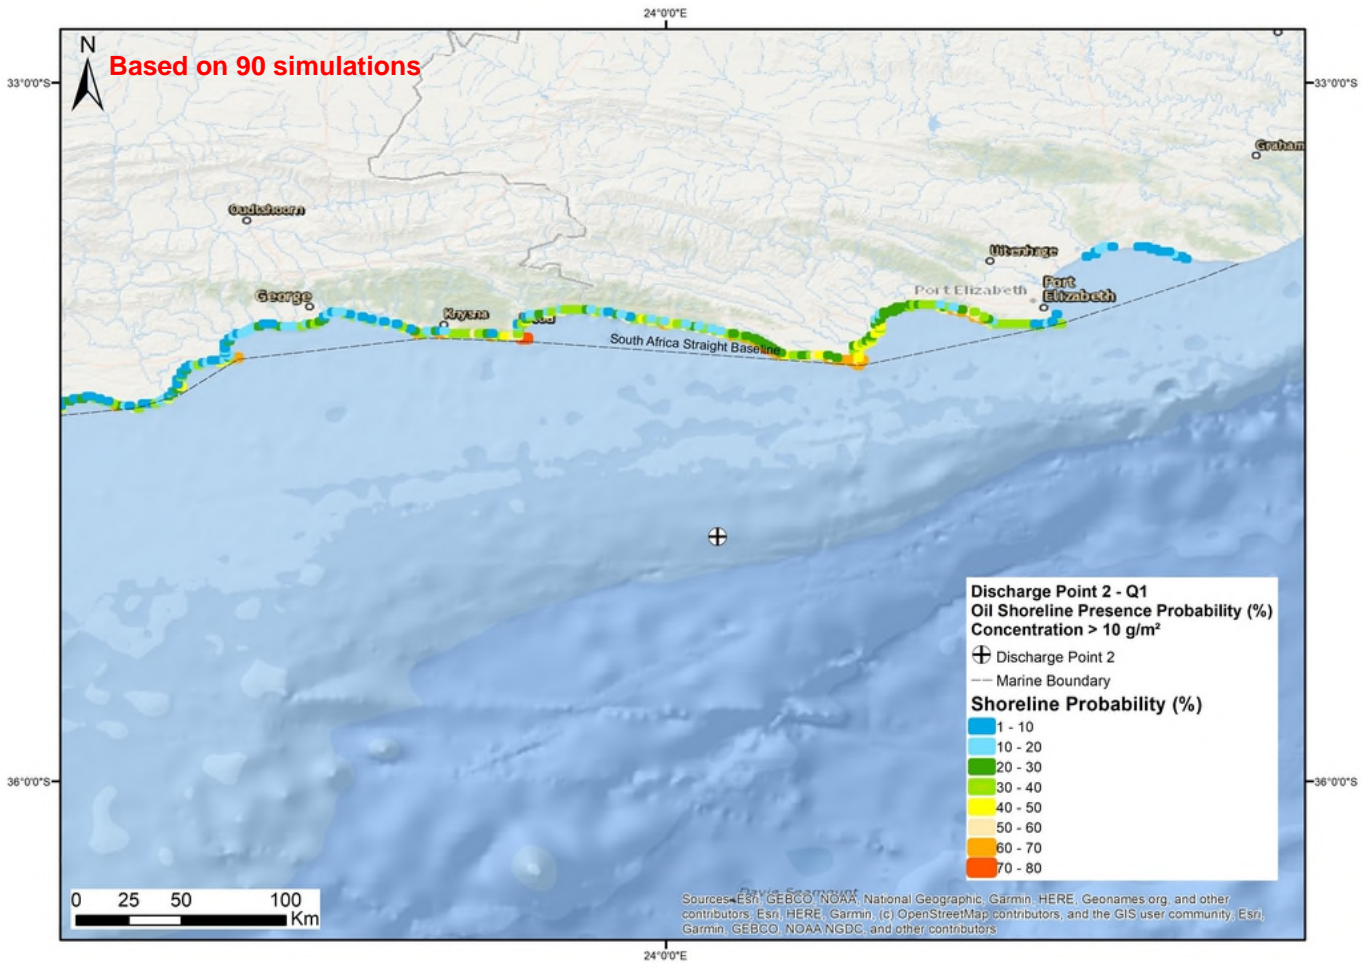 24°0'0"E
N
Based on 90 simulations
33°0'0"S
33°0'0"S
Graham
Oudtshoorn
Uitenhage
Port Elizabeth
Port
Elizabeth
George
Knysna
South Africa Straight Baseline
Discharge Point 2 - Q1
Oil Shoreline Presence Probability (%)
Concentration > 10 g/m²
Discharge Point 2
Marine Boundary
Shoreline Probability (%)
1 - 10
10 - 20
20 - 30
30 - 40
40 - 50
50 - 60
60 - 70
70 - 80
36°0'0"S
36°0'0"S
0 25 50 100
Km
Davie Seamount
Sources: Esri, GEBCO, NOAA, National Geographic, Garmin, HERE, Geonames.org, and other
contributors, Esri, HERE, Garmin, (c) OpenStreetMap contributors, and the GIS user community, Esri,
Garmin, GEBCO, NOAA NGDC, and other contributors
24°0'0"E